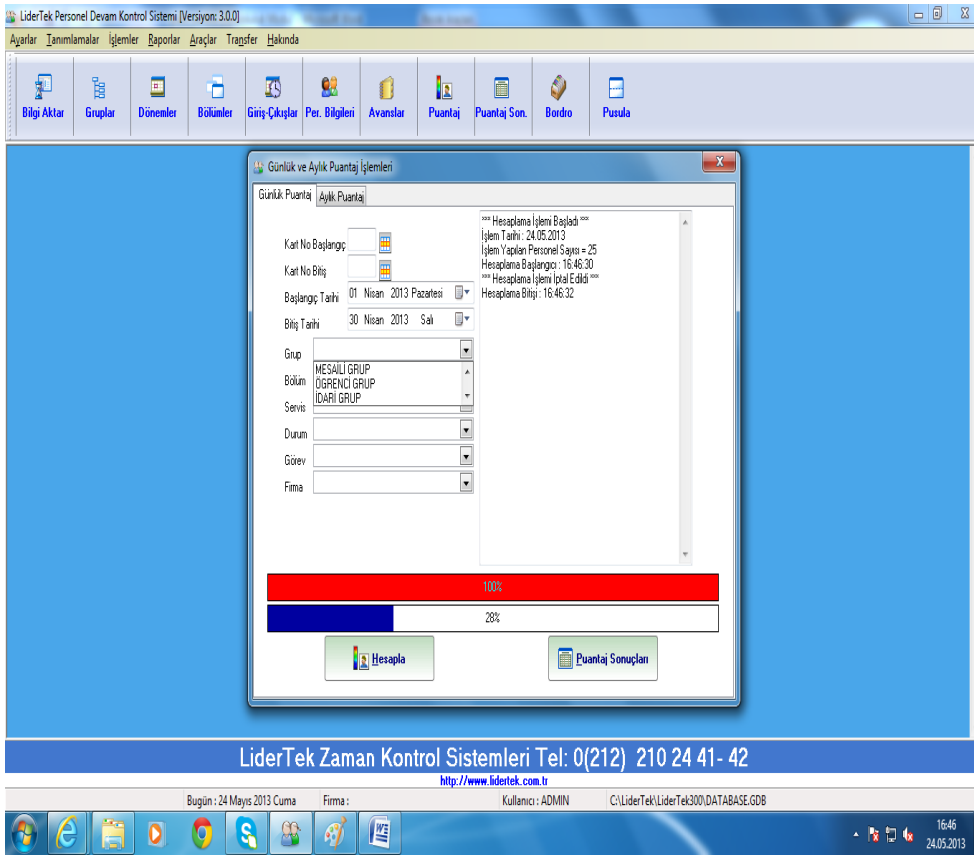 LiderTek Personel Devam Kontrol Sistemi [Versiyon: 3.0.0]
Ayarlar Tanımlamalar İşlemler Raporlar Araçlar Transfer Hakında
Bilgi Aktar Gruplar Dönemler Bölümler Giriş-Çıkışlar Per. Bilgileri Avanslar Puantaj Puantaj Son. Bordro Pusula
Günlük ve Aylık Puantaj İşlemleri
Günlük Puantaj Aylık Puantaj
Kart No Başlangıç
Kart No Bitiş
Başlangıç Tarihi 01 Nisan 2013 Pazartesi
Bitiş Tarihi 30 Nisan 2013 Salı
Grup
MESAİLİ GRUP
Bölüm ÖGRENCİ GRUP
İDARİ GRUP
Servis
Durum
Görev
Firma
*** Hesaplama İşlemi Başladı ***
İşlem Tarihi : 24.05.2013
İşlem Yapılan Personel Sayısı = 25
Hesaplama Başlangıcı : 16:46:30
*** Hesaplama İşlemi İptal Edildi ***
Hesaplama Bitişi : 16:46:32
100%
28%
Hesapla Puantaj Sonuçları
LiderTek Zaman Kontrol Sistemleri Tel: 0(212) 210 24 41- 42
http://www.lidertek.com.tr
Bugün : 24 Mayıs 2013 Cuma Firma : Kullanıcı : ADMIN C:\LiderTek\LiderTek300\DATABASE.GDB
16:46
24.05.2013